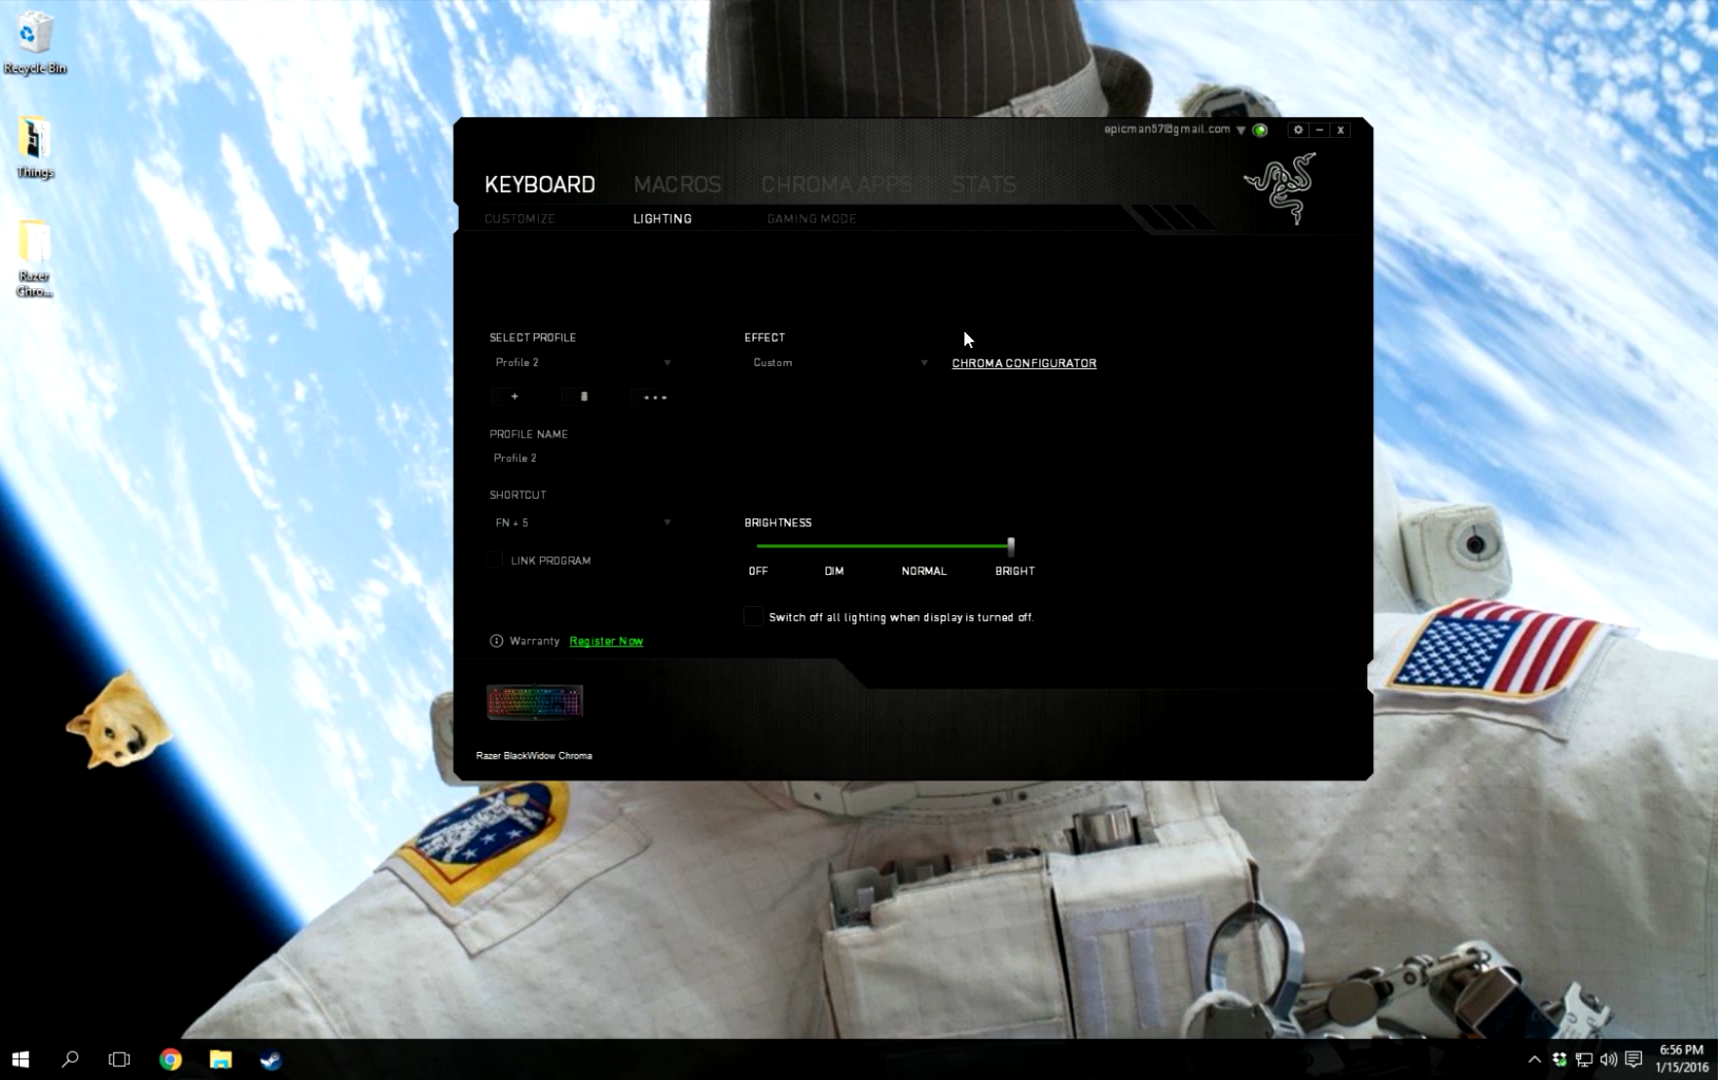 Recycle Bin
Things
Razer
Chro...
epicman57@gmail.com
x
KEYBOARD MACROS CHROMA APPS STATS
CUSTOMIZE LIGHTING GAMING MODE
SELECT PROFILE
Profile 2
+ ...
PROFILE NAME
Profile 2
SHORTCUT
FN + 5
LINK PROGRAM
Warranty Register Now
EFFECT
Custom
CHROMA CONFIGURATOR
BRIGHTNESS
OFF DIM NORMAL BRIGHT
Switch off all lighting when display is turned off.
Razer BlackWidow Chroma
6:56 PM
1/15/2016